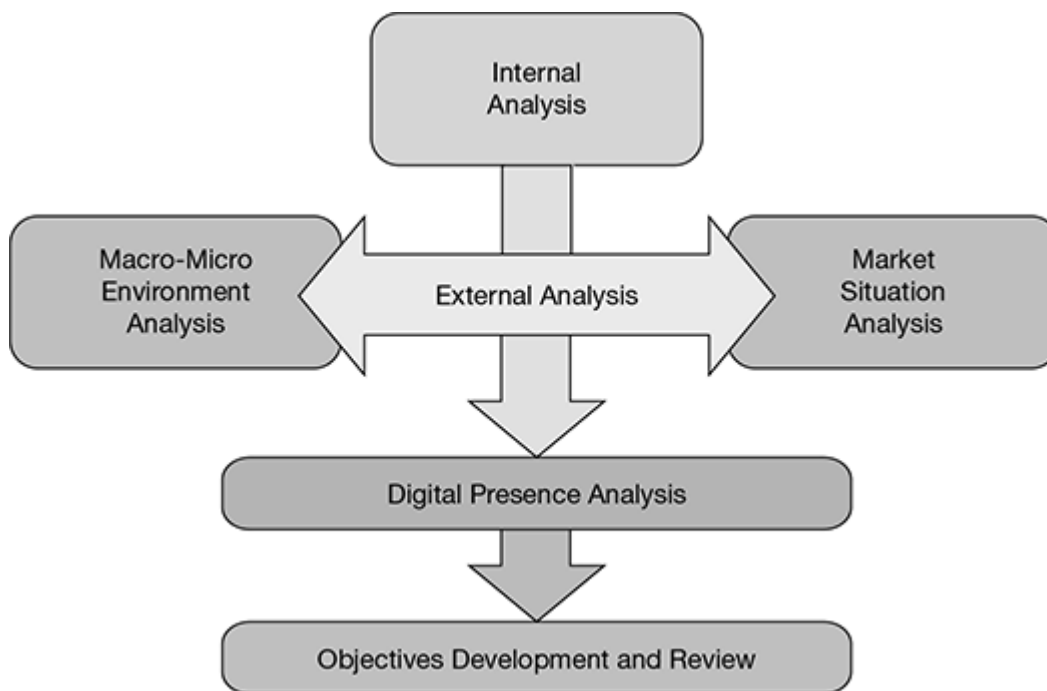 Internal
Analysis
Macro-Micro
Environment
Analysis
External Analysis
Market
Situation
Analysis
Digital Presence Analysis
Objectives Development and Review